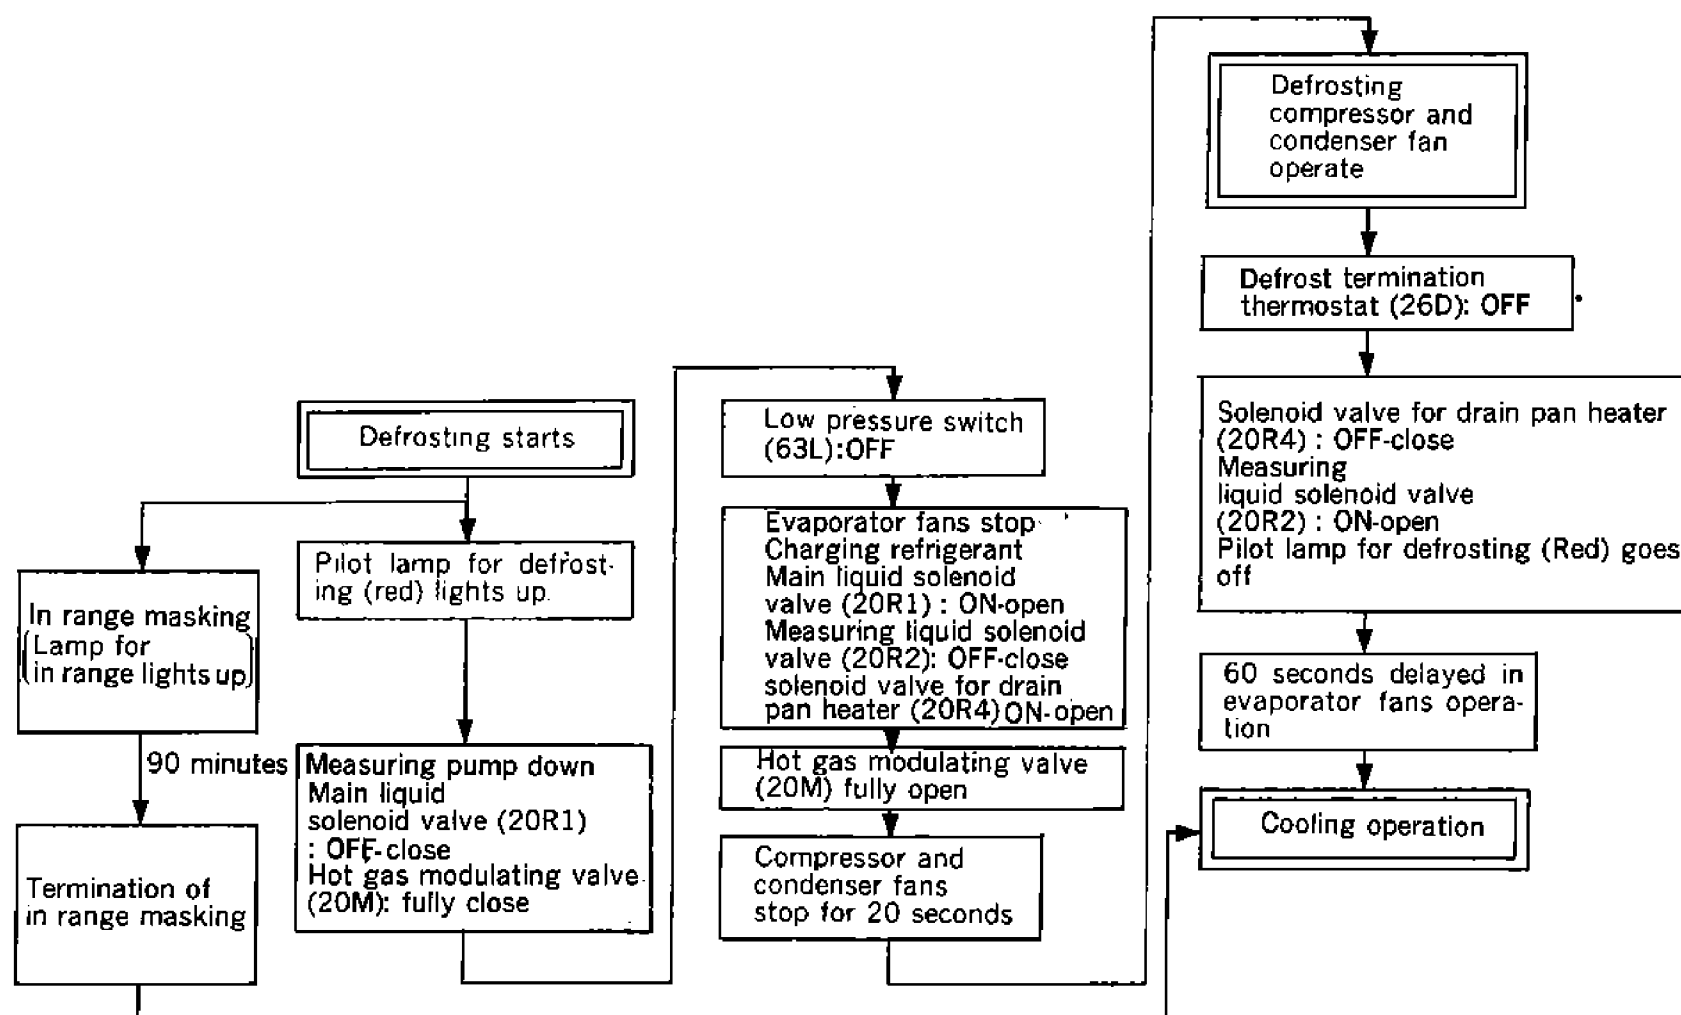 Defrosting starts
In range masking
(Lamp for
in range lights up)
90 minutes
Termination of
in range masking
Pilot lamp for defrost-
ing (red) lights up.
Measuring pump down
Main liquid
solenoid valve (20R1)
: OFF-close
Hot gas modulating valve
(20M): fully close
Low pressure switch
(63L):OFF
Evaporator fans stop
Charging refrigerant
Main liquid solenoid
valve (20R1) : ON-open
Measuring liquid solenoid
valve (20R2): OFF-close
solenoid valve for drain
pan heater (20R4) ON-open
Hot gas modulating valve
(20M) fully open
Compressor and
condenser fans
stop for 20 seconds
Defrosting
compressor and
condenser fan
operate
Defrost termination
thermostat (26D): OFF
Solenoid valve for drain pan heater
(20R4) : OFF-close
Measuring
liquid solenoid valve
(20R2) : ON-open
Pilot lamp for defrosting (Red) goes
off
60 seconds delayed in
evaporator fans opera-
tion
Cooling operation